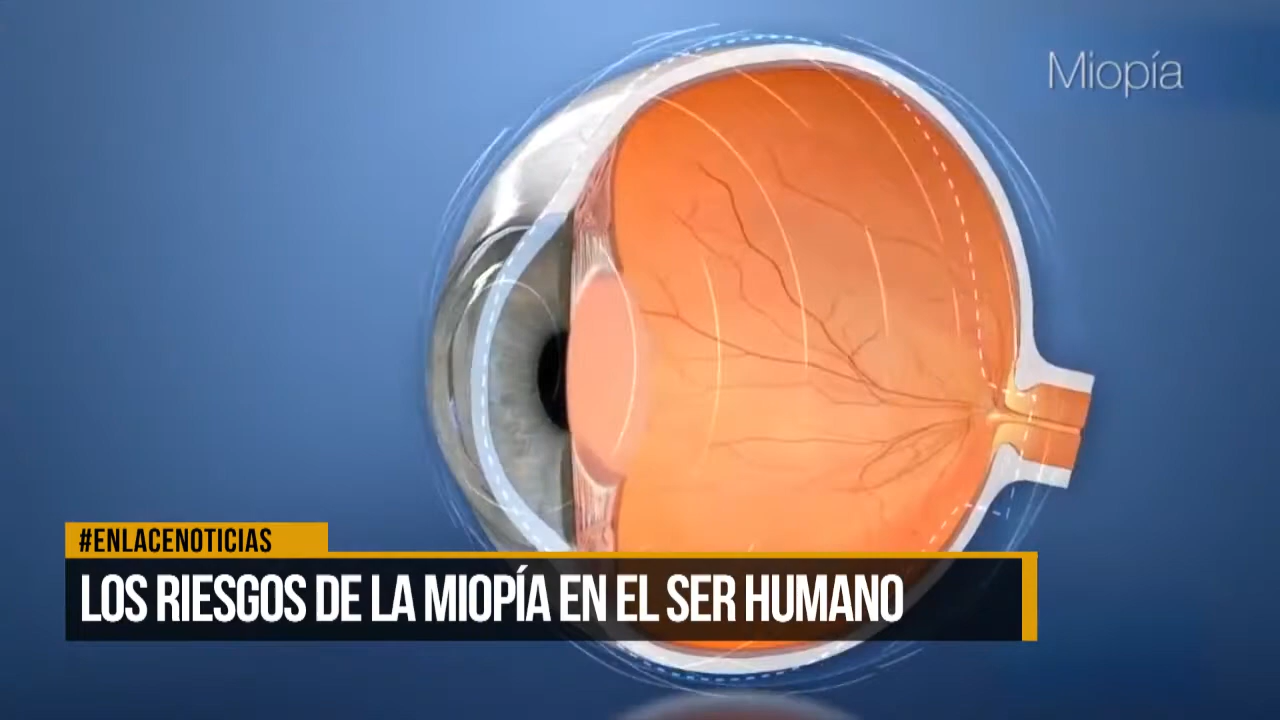 Miopía
#ENLACENOTICIAS
LOS RIESGOS DE LA MIOPÍA EN EL SER HUMANO